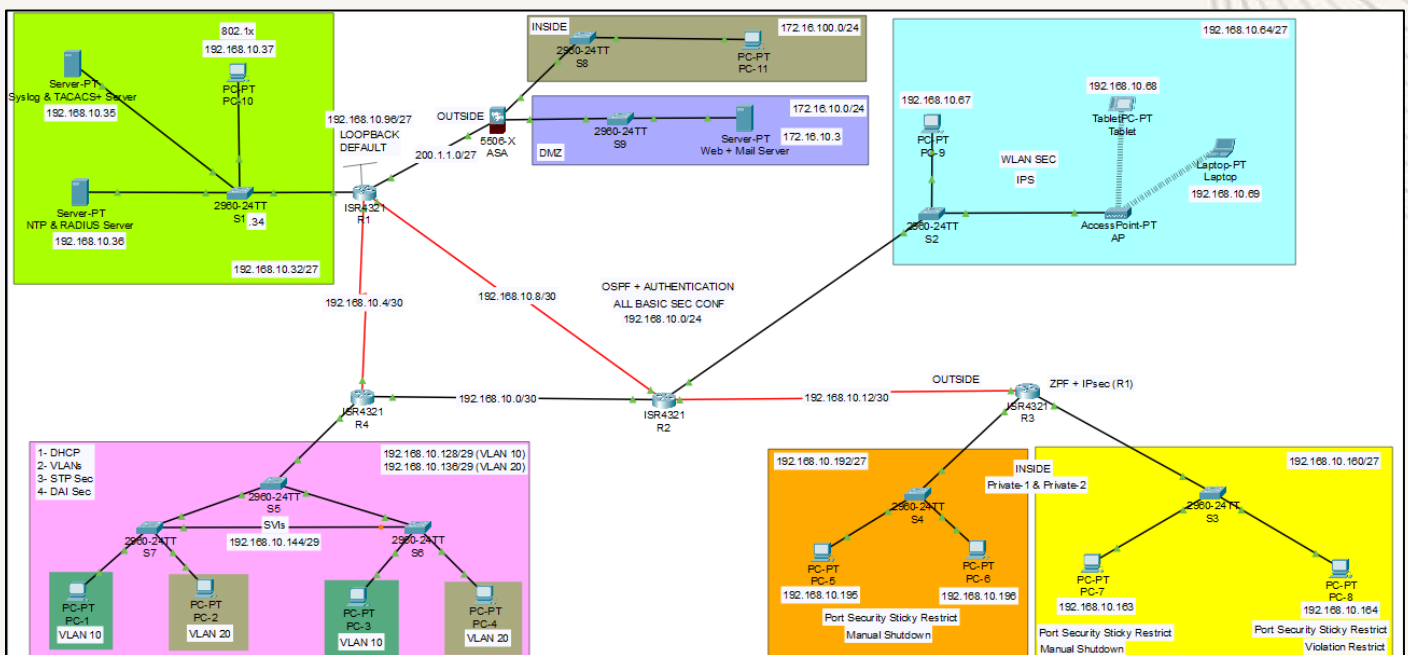 802.1x
192.168.10.37
Server-PT
Syslog & TACACS+ Server
192.168.10.35
PC-PT
PC-10
Server-PT
NTP & RADIUS Server
192.168.10.36
2960-24TT
S1
.34
192.168.10.32/27
192.168.10.96/27
LOOPBACK
DEFAULT
ISR4321
R1
200.1.1.0/27
OUTSIDE
5506-X
ASA
INSIDE
172.16.100.0/24
2960-24TT
S8
PC-PT
PC-11
172.16.10.0/24
2960-24TT
S9
Server-PT
Web + Mail Server
172.16.10.3
DMZ
192.168.10.64/27
192.168.10.67
PC-PT
PC-9
192.168.10.68
TabletPC-PT
Tablet
WLAN SEC
IPS
Laptop-PT
Laptop
192.168.10.69
2960-24TT
S2
AccessPoint-PT
AP
192.168.10.4/30
192.168.10.8/30
OSPF + AUTHENTICATION
ALL BASIC SEC CONF
192.168.10.0/24
ISR4321
R4
192.168.10.0/30
ISR4321
R2
192.168.10.12/30
OUTSIDE
ISR4321
R3
ZPF + IPsec (R1)
1- DHCP
2- VLANs
3- STP Sec
4- DAI Sec
192.168.10.128/29 (VLAN 10)
192.168.10.136/29 (VLAN 20)
2960-24TT
S5
SVIs
192.168.10.144/29
2960-24TT
S7
2960-24TT
S6
PC-PT
PC-1
VLAN 10
PC-PT
PC-2
VLAN 20
PC-PT
PC-3
VLAN 10
PC-PT
PC-4
VLAN 20
192.168.10.192/27
INSIDE
Private-1 & Private-2
2960-24TT
S4
PC-PT
PC-5
192.168.10.195
PC-PT
PC-6
192.168.10.196
Port Security Sticky Restrict
Manual Shutdown
192.168.10.160/27
2960-24TT
S3
PC-PT
PC-7
192.168.10.163
PC-PT
PC-8
192.168.10.164
Port Security Sticky Restrict
Manual Shutdown
Port Security Sticky Restrict
Violation Restrict